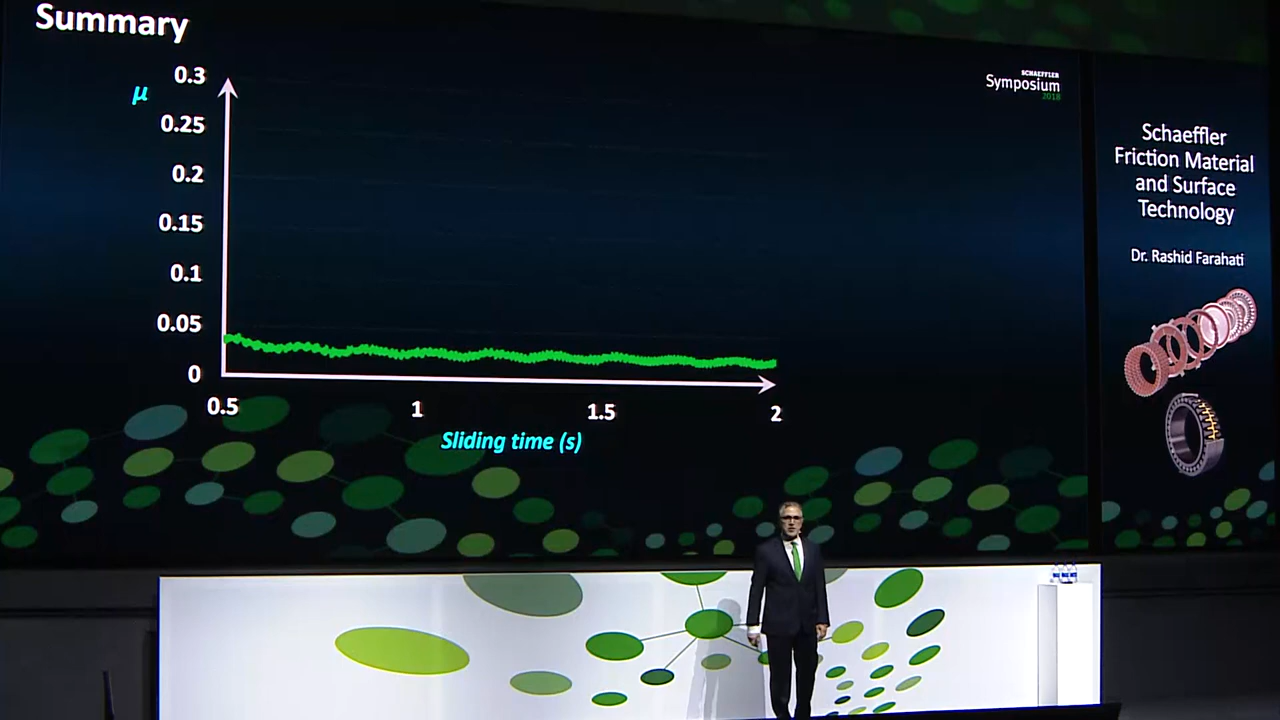 Summary
0.3
μ
0.25
0.2
0.15
0.1
0.05
0
0.5
1
1.5
2
Sliding time (s)
SCHAEFFLER
Symposium
2018
Schaeffler
Friction Material
and Surface
Technology
Dr. Rashid Farahati